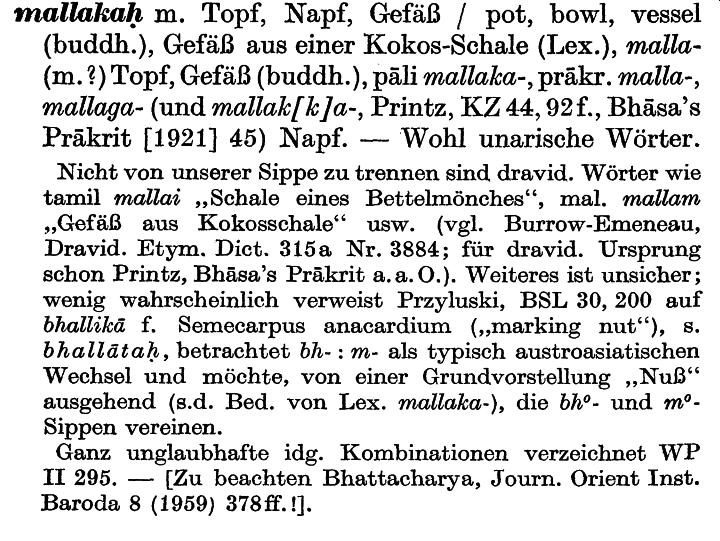 mallakaḥ m. Topf, Napf, Gefäß / pot, bowl, vessel
(buddh.), Gefäß aus einer Kokos-Schale (Lex.), malla-
(m. ?) Topf, Gefäß (buddh.), pāli mallaka-, prākr. malla-,
mallaga- (und mallak[k]a-, Printz, KZ 44, 92 f., Bhāsa's
Prākrit [1921] 45) Napf. — Wohl unarische Wörter.
Nicht von unserer Sippe zu trennen sind dravid. Wörter wie
tamil mallai „Schale eines Bettelmönches“, mal. mallam
„Gefäß aus Kokosschale“ usw. (vgl. Burrow-Emeneau,
Dravid. Etym. Dict. 315a Nr. 3884; für dravid. Ursprung
schon Printz, Bhāsa's Prākrit a. a. O.). Weiteres ist unsicher;
wenig wahrscheinlich verweist Przyluski, BSL 30, 200 auf
bhallikā f. Semecarpus anacardium („marking nut“), s.
bhallātaḥ, betrachtet bh- : m- als typisch austroasiatischen
Wechsel und möchte, von einer Grundvorstellung „Nuß“
ausgehend (s.d. Bed. von Lex. mallaka-), die bhº- und mº-
Sippen vereinen.
Ganz unglaubhafte idg. Kombinationen verzeichnet WP
II 295. — [Zu beachten Bhattacharya, Journ. Orient Inst.
Baroda 8 (1959) 378 ff. !].